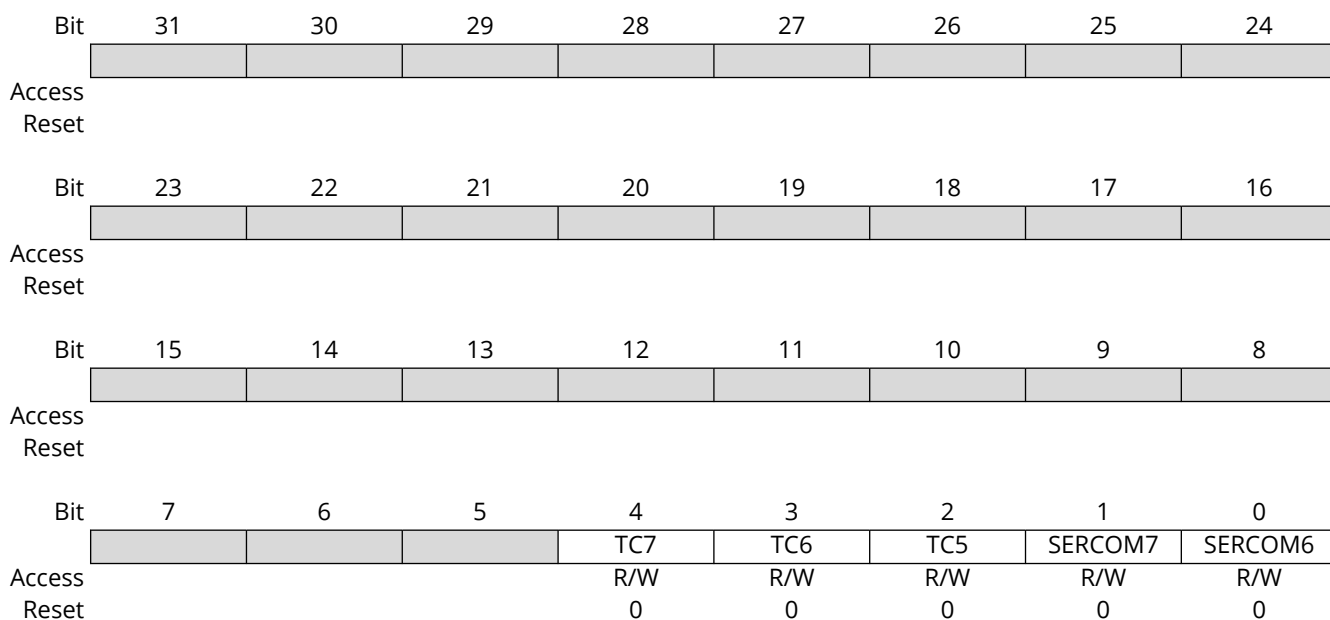 Bit 31 30 29 28 27 26 25 24
Access
Reset
Bit 23 22 21 20 19 18 17 16
Access
Reset
Bit 15 14 13 12 11 10 9 8
Access
Reset
Bit 7 6 5 4 3 2 1 0
TC7 TC6 TC5 SERCOM7 SERCOM6
Access R/W R/W R/W R/W R/W
Reset 0 0 0 0 0